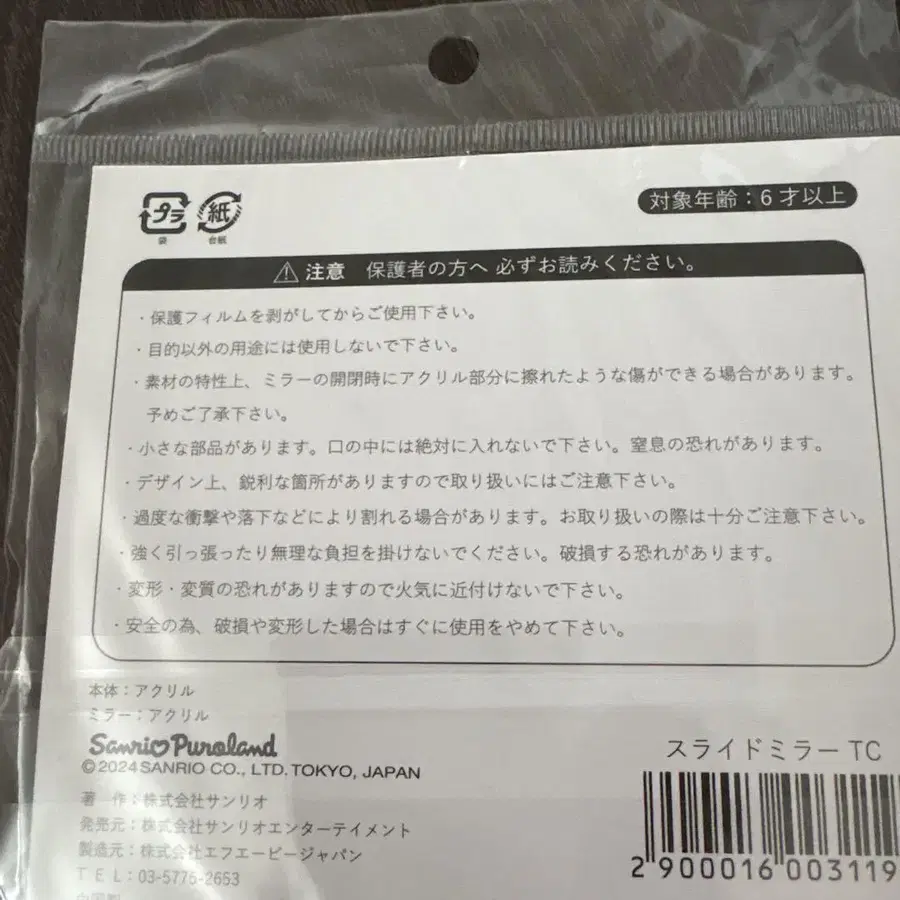 プラ 紙
袋 台紙
対象年齢：6才以上
注意 保護者の方へ 必ずお読みください。
・保護フィルムを剥がしてからご使用下さい。
・目的以外の用途には使用しないで下さい。
・素材の特性上、ミラーの開閉時にアクリル部分に擦れたような傷ができる場合があります。
予めご了承下さい。
・小さな部品があります。口の中には絶対に入れないで下さい。窒息の恐れがあります。
・デザイン上、鋭利な箇所がありますので取り扱いにはご注意下さい。
・過度な衝撃や落下などにより割れる場合があります。お取り扱いの際は十分ご注意下さい。
・強く引っ張ったり無理な負担を掛けないでください。破損する恐れがあります。
・変形・変質の恐れがありますので火気に近付けないで下さい。
・安全の為、破損や変形した場合はすぐに使用をやめて下さい。
本体：アクリル
ミラー：アクリル
Sanrio Puroland
©2024 SANRIO CO., LTD. TOKYO, JAPAN
著　作：株式会社サンリオ
発売元：株式会社サンリオエンターテイメント
製造元：株式会社エフエービージャパン
ＴＥＬ：03-5775-2653
スライドミラー TC
2 900016 003119